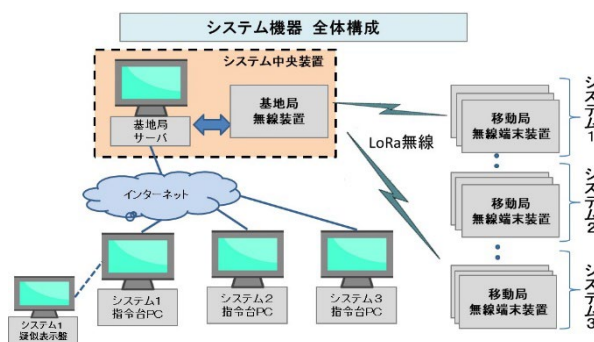 システム機器 全体構成
システム中央装置
基地局
サーバ
基地局
無線装置
LoRa無線
移動局
無線端末装置
システム1
移動局
無線端末装置
システム2
移動局
無線端末装置
システム3
インターネット
システム1
指令台PC
システム2
指令台PC
システム3
指令台PC
システム1
疑似表示盤